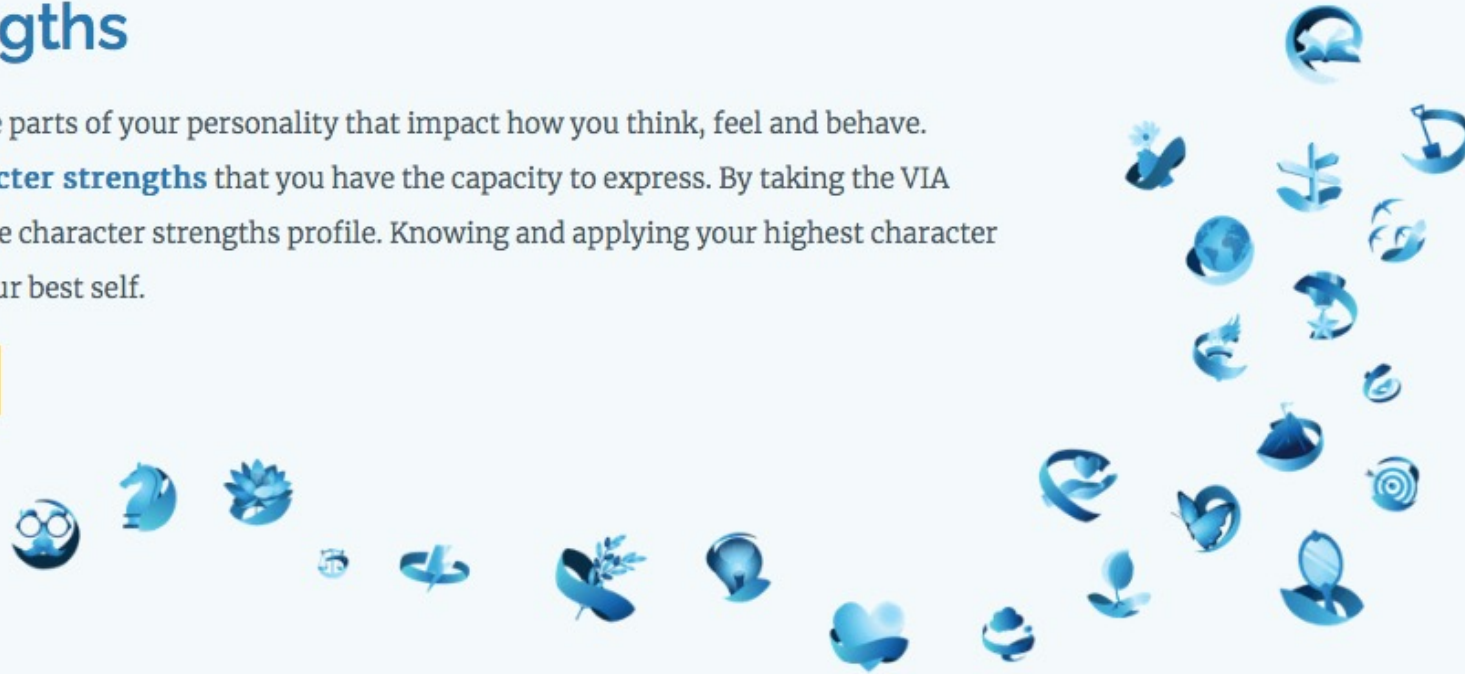 gths
e parts of your personality that impact how you think, feel and behave.
cter strengths that you have the capacity to express. By taking the VIA
e character strengths profile. Knowing and applying your highest character
ur best self.